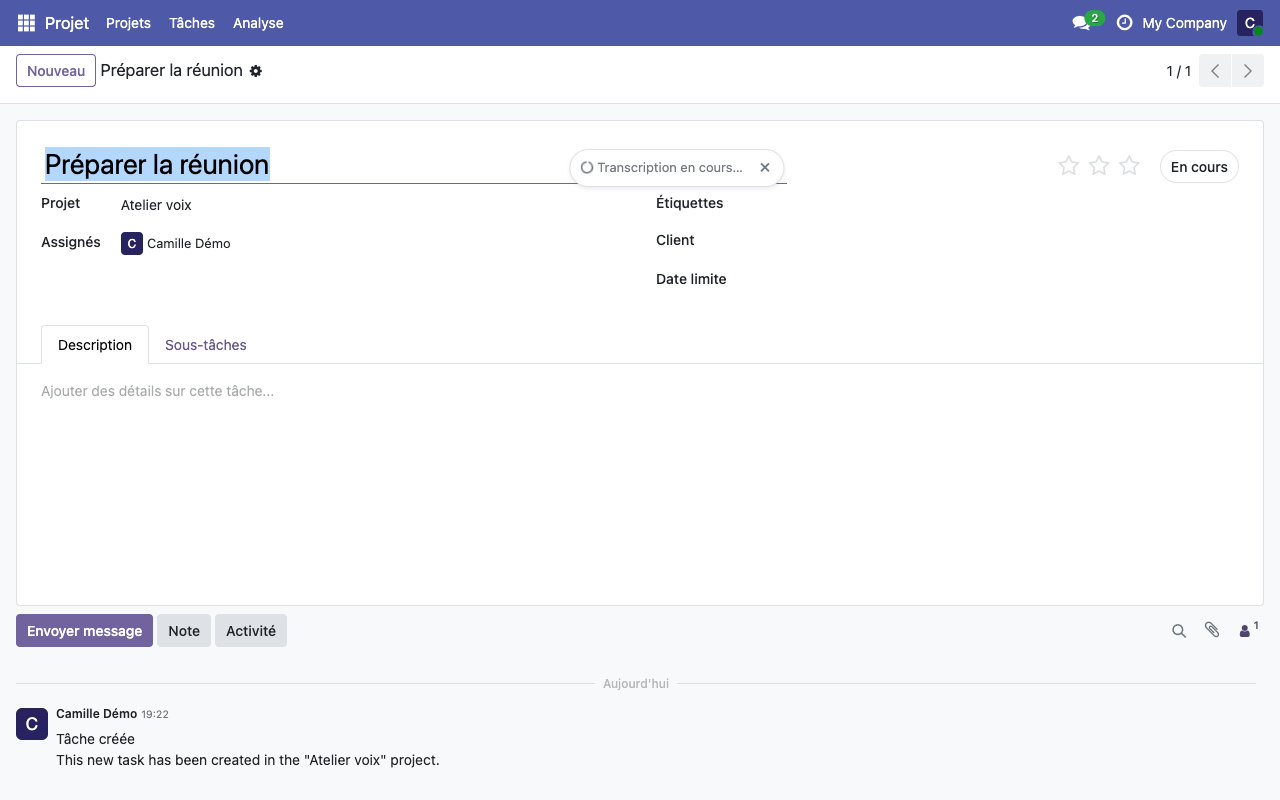 Projet Projets Tâches Analyse 2 My Company C
Nouveau Préparer la réunion 1 / 1
Préparer la réunion Transcription en cours... En cours
Projet Atelier voix Étiquettes
Assignés C Camille Démo Client
Date limite
Description Sous-tâches
Ajouter des détails sur cette tâche...
Envoyer message Note Activité 1
Aujourd'hui
C Camille Démo 19:22
Tâche créée
This new task has been created in the "Atelier voix" project.